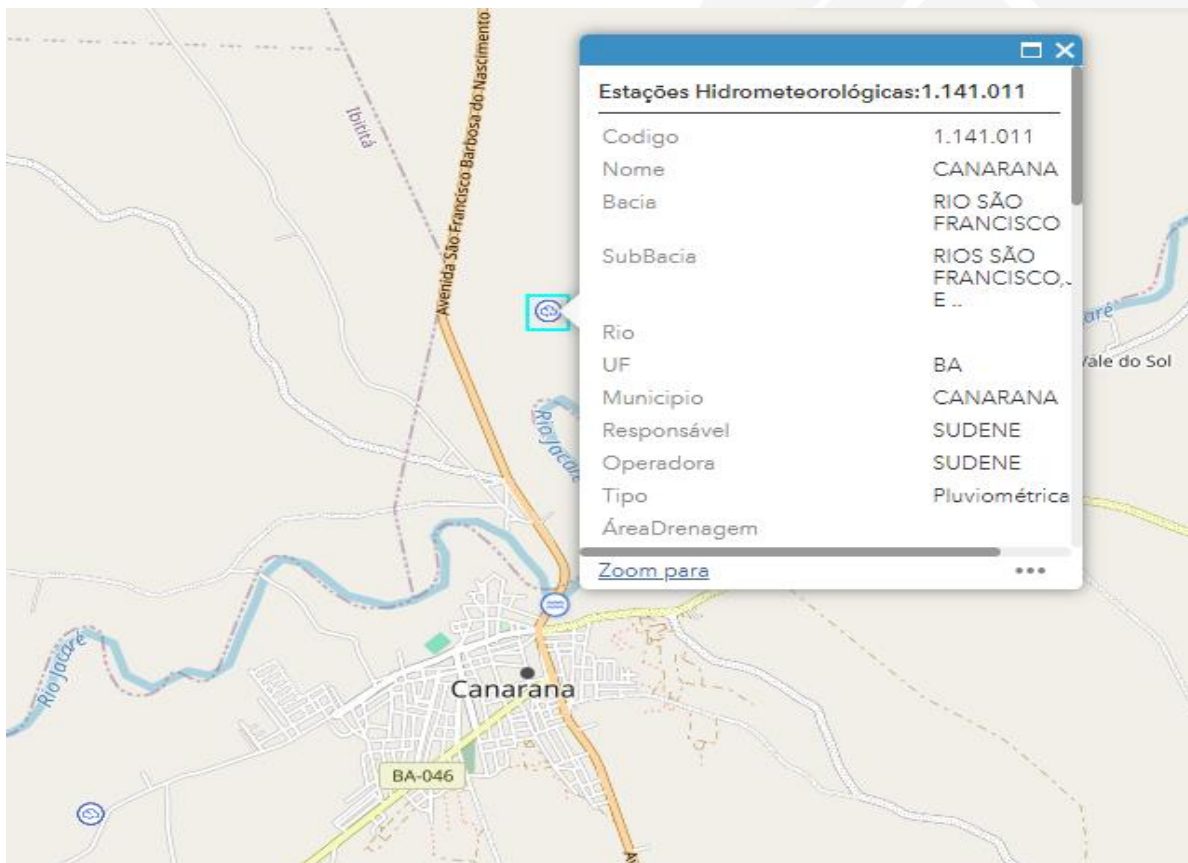 Avenida São Francisco Barbosa do Nascimento
Ibititá
Estações Hidrometeorológicas:1.141.011
Codigo 1.141.011
Nome CANARANA
Bacia RIO SÃO
FRANCISCO
SubBacia RIOS SÃO
FRANCISCO,
E ..
Rio
UF BA
Municipio CANARANA
Responsável SUDENE
Operadora SUDENE
Tipo Pluviométrica
ÁreaDrenagem
Zoom para
Vale do Sol
Rio Jacaré
Rio Jacaré
Canarana
BA-046